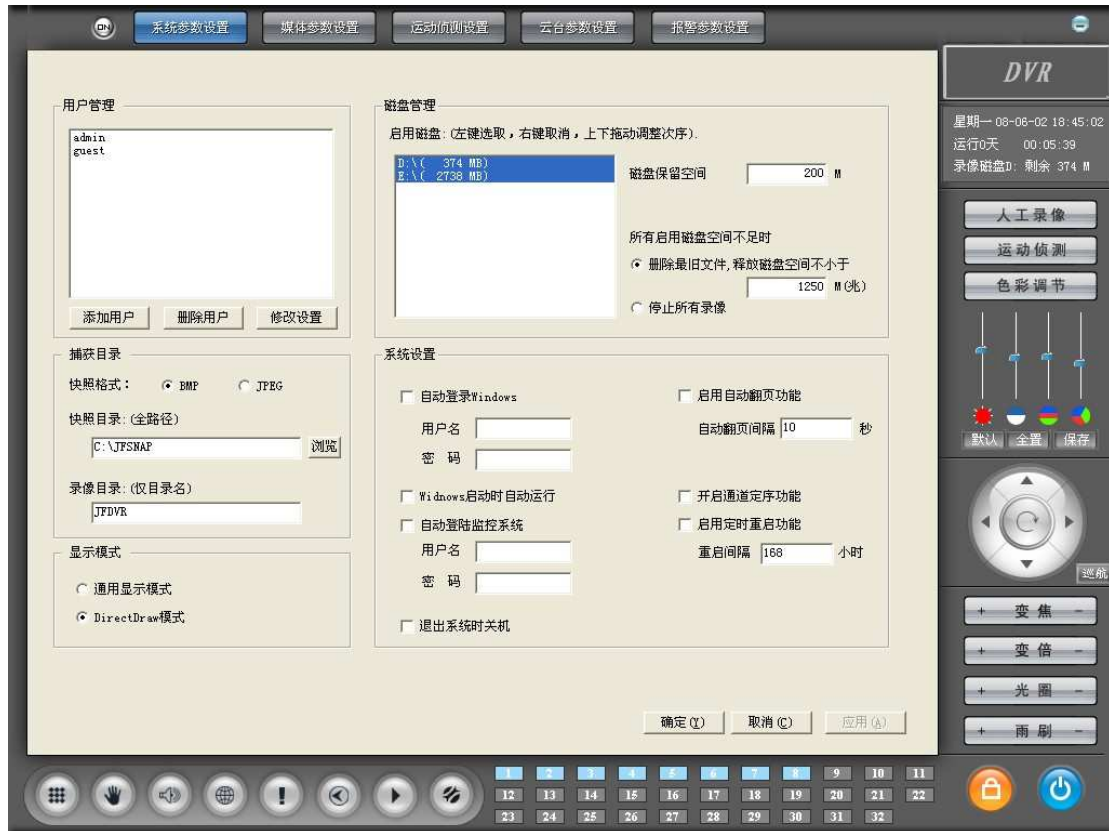 ON 系统参数设置 媒体参数设置 运动侦测设置 云台参数设置 报警参数设置
DVR
星期一 08-06-02 18:45:02
运行0天 00:05:39
录像磁盘D: 剩余 374 M
人工录像
运动侦测
色彩调节
默认 全置 保存
巡航
+ 变焦 -
+ 变倍 -
+ 光圈 -
+ 雨刷 -
用户管理
admin
guest
添加用户 删除用户 修改设置
捕获目录
快照格式: BMP JPEG
快照目录:(全路径)
C:\JFSNAP 浏览
录像目录:(仅目录名)
JFDVR
显示模式
通用显示模式
DirectDraw模式
磁盘管理
启用磁盘:(左键选取,右键取消,上下拖动调整次序).
D:\( 374 MB)
E:\( 2738 MB)
磁盘保留空间 200 M
所有启用磁盘空间不足时
删除最旧文件,释放磁盘空间不小于
1250 M(兆)
停止所有录像
系统设置
自动登录Windows
用户名
密 码
Widnows启动时自动运行
自动登陆监控系统
用户名
密 码
退出系统时关机
启用自动翻页功能
自动翻页间隔 10 秒
开启通道定序功能
启用定时重启功能
重启间隔 168 小时
确定(Y) 取消(C) 应用(A)
1 2 3 4 5 6 7 8 9 10 11
12 13 14 15 16 17 18 19 20 21 22
23 24 25 26 27 28 29 30 31 32